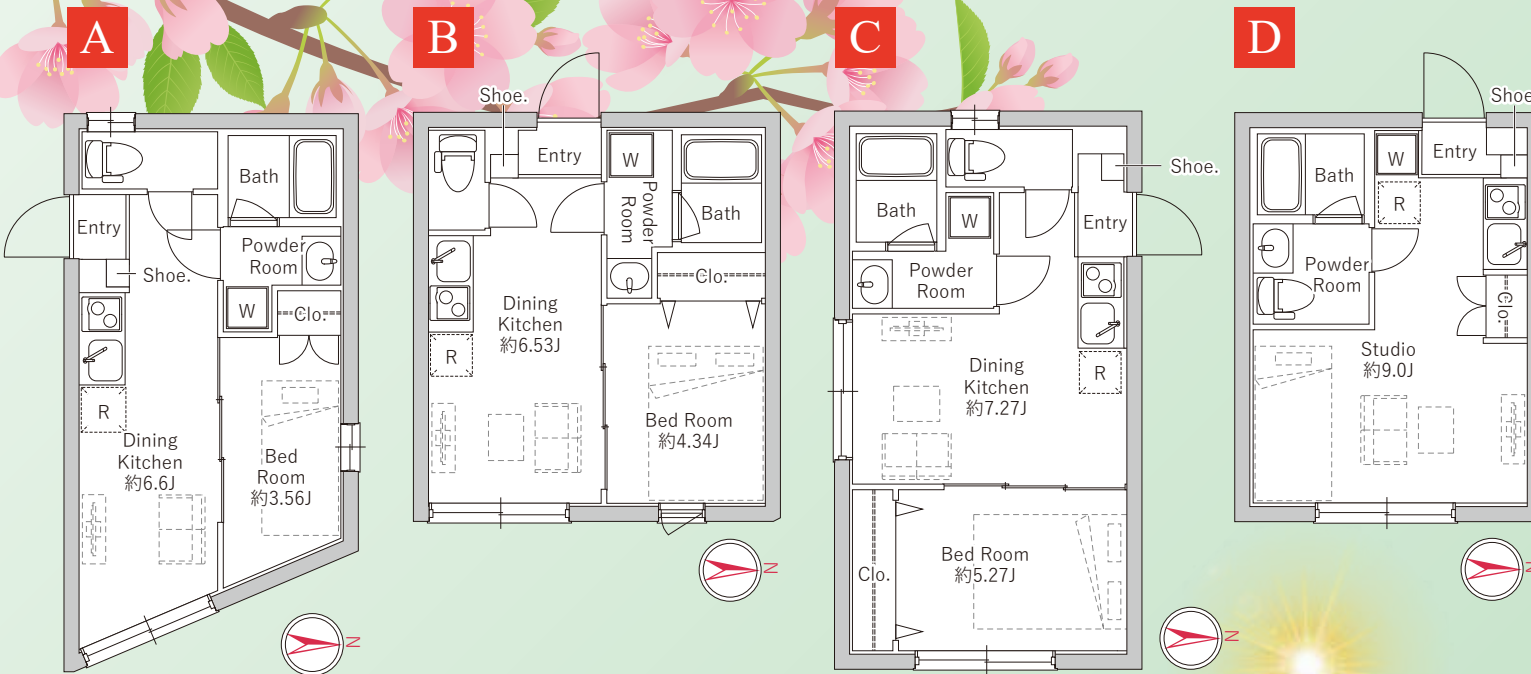 A
Bath
Entry
Powder
Room
Shoe.
W
Clo.
R
Dining
Kitchen
約6.6J
Bed
Room
約3.56J
N
B
Shoe.
Entry
W
Powder
Room
Bath
Clo.
Dining
Kitchen
約6.53J
R
Bed Room
約4.34J
N
C
Shoe.
Bath
W
Entry
Powder
Room
Dining
Kitchen
約7.27J
R
Bed Room
約5.27J
Clo.
N
D
Shoe
Bath
W
Entry
R
Powder
Room
Clo.
Studio
約9.0J
N